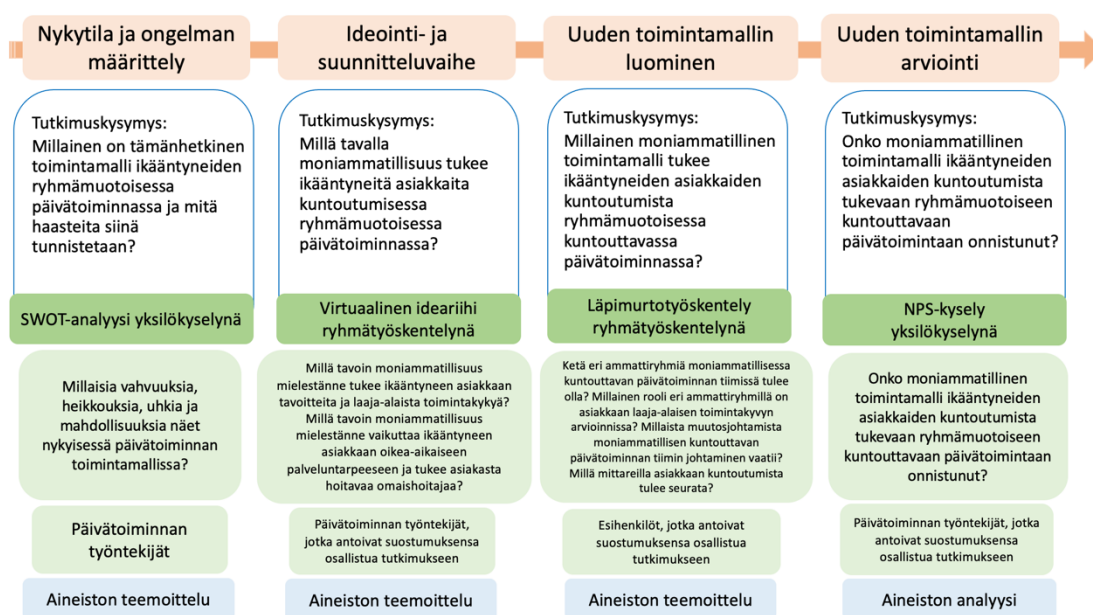 Nykytila ja ongelman
määrittely
Tutkimuskysymys:
Millainen on tämänhetkinen
toimintamalli ikääntyneiden
ryhmämuotoisessa
päivätoiminnassa ja mitä
haasteita siinä
tunnistetaan?
SWOT-analyysi yksilökyselynä
Millaisia vahvuuksia,
heikkouksia, uhkia ja
mahdollisuuksia näet
nykyisessä päivätoiminnan
toimintamallissa?
Päivätoiminnan
työntekijät
Aineiston teemoittelu
Ideointi- ja
suunnitteluvaihe
Tutkimuskysymys:
Millä tavalla
moniammatillisuus tukee
ikääntyneitä asiakkaita
kuntoutumisessa
ryhmämuotoisessa
päivätoiminnassa?
Virtuaalinen ideariihi
ryhmätyöskentelynä
Millä tavoin moniammatillisuus
mielestänne tukee ikääntyneen asiakkaan
tavoitteita ja laaja-alaista toimintakykyä?
Millä tavoin moniammatillisuus
mielestänne vaikuttaa ikääntyneen
asiakkaan oikea-aikaiseen
palveluntarpeeseen ja tukee asiakasta
hoitavaa omaishoitajaa?
Päivätoiminnan työntekijät,
jotka antoivat suostumuksensa
osallistua tutkimukseen
Aineiston teemoittelu
Uuden toimintamallin
luominen
Tutkimuskysymys:
Millainen moniammatillinen
toimintamalli tukee
ikääntyneiden asiakkaiden
kuntoutumista
ryhmämuotoisessa
kuntouttavassa
päivätoiminnassa?
Läpimurtotyöskentely
ryhmätyöskentelynä
Ketä eri ammattiryhmiä moniammatillisessa
kuntouttavan päivätoiminnan tiimissä tulee
olla? Millainen rooli eri ammattiryhmillä on
asiakkaan laaja-alaisen toimintakyvyn
arvioinnissa? Millaista muutosjohtamista
moniammatillisen kuntouttavan
päivätoiminnan tiimin johtaminen vaatii?
Millä mittareilla asiakkaan kuntoutumista
tulee seurata?
Esihenkilöt, jotka antoivat
suostumuksensa osallistua
tutkimukseen
Aineiston teemoittelu
Uuden toimintamallin
arviointi
Tutkimuskysymys:
Onko moniammatillinen
toimintamalli ikääntyneiden
asiakkaiden kuntoutumista
tukevaan ryhmämuotoiseen
kuntouttavaan
päivätoimintaan onnistunut?
NPS-kysely
yksilökyselynä
Onko moniammatillinen
toimintamalli ikääntyneiden
asiakkaiden kuntoutumista
tukevaan ryhmämuotoiseen
kuntouttavaan päivätoimintaan
onnistunut?
Päivätoiminnan työntekijät, jotka
antoivat suostumuksensa
osallistua tutkimukseen
Aineiston analyysi